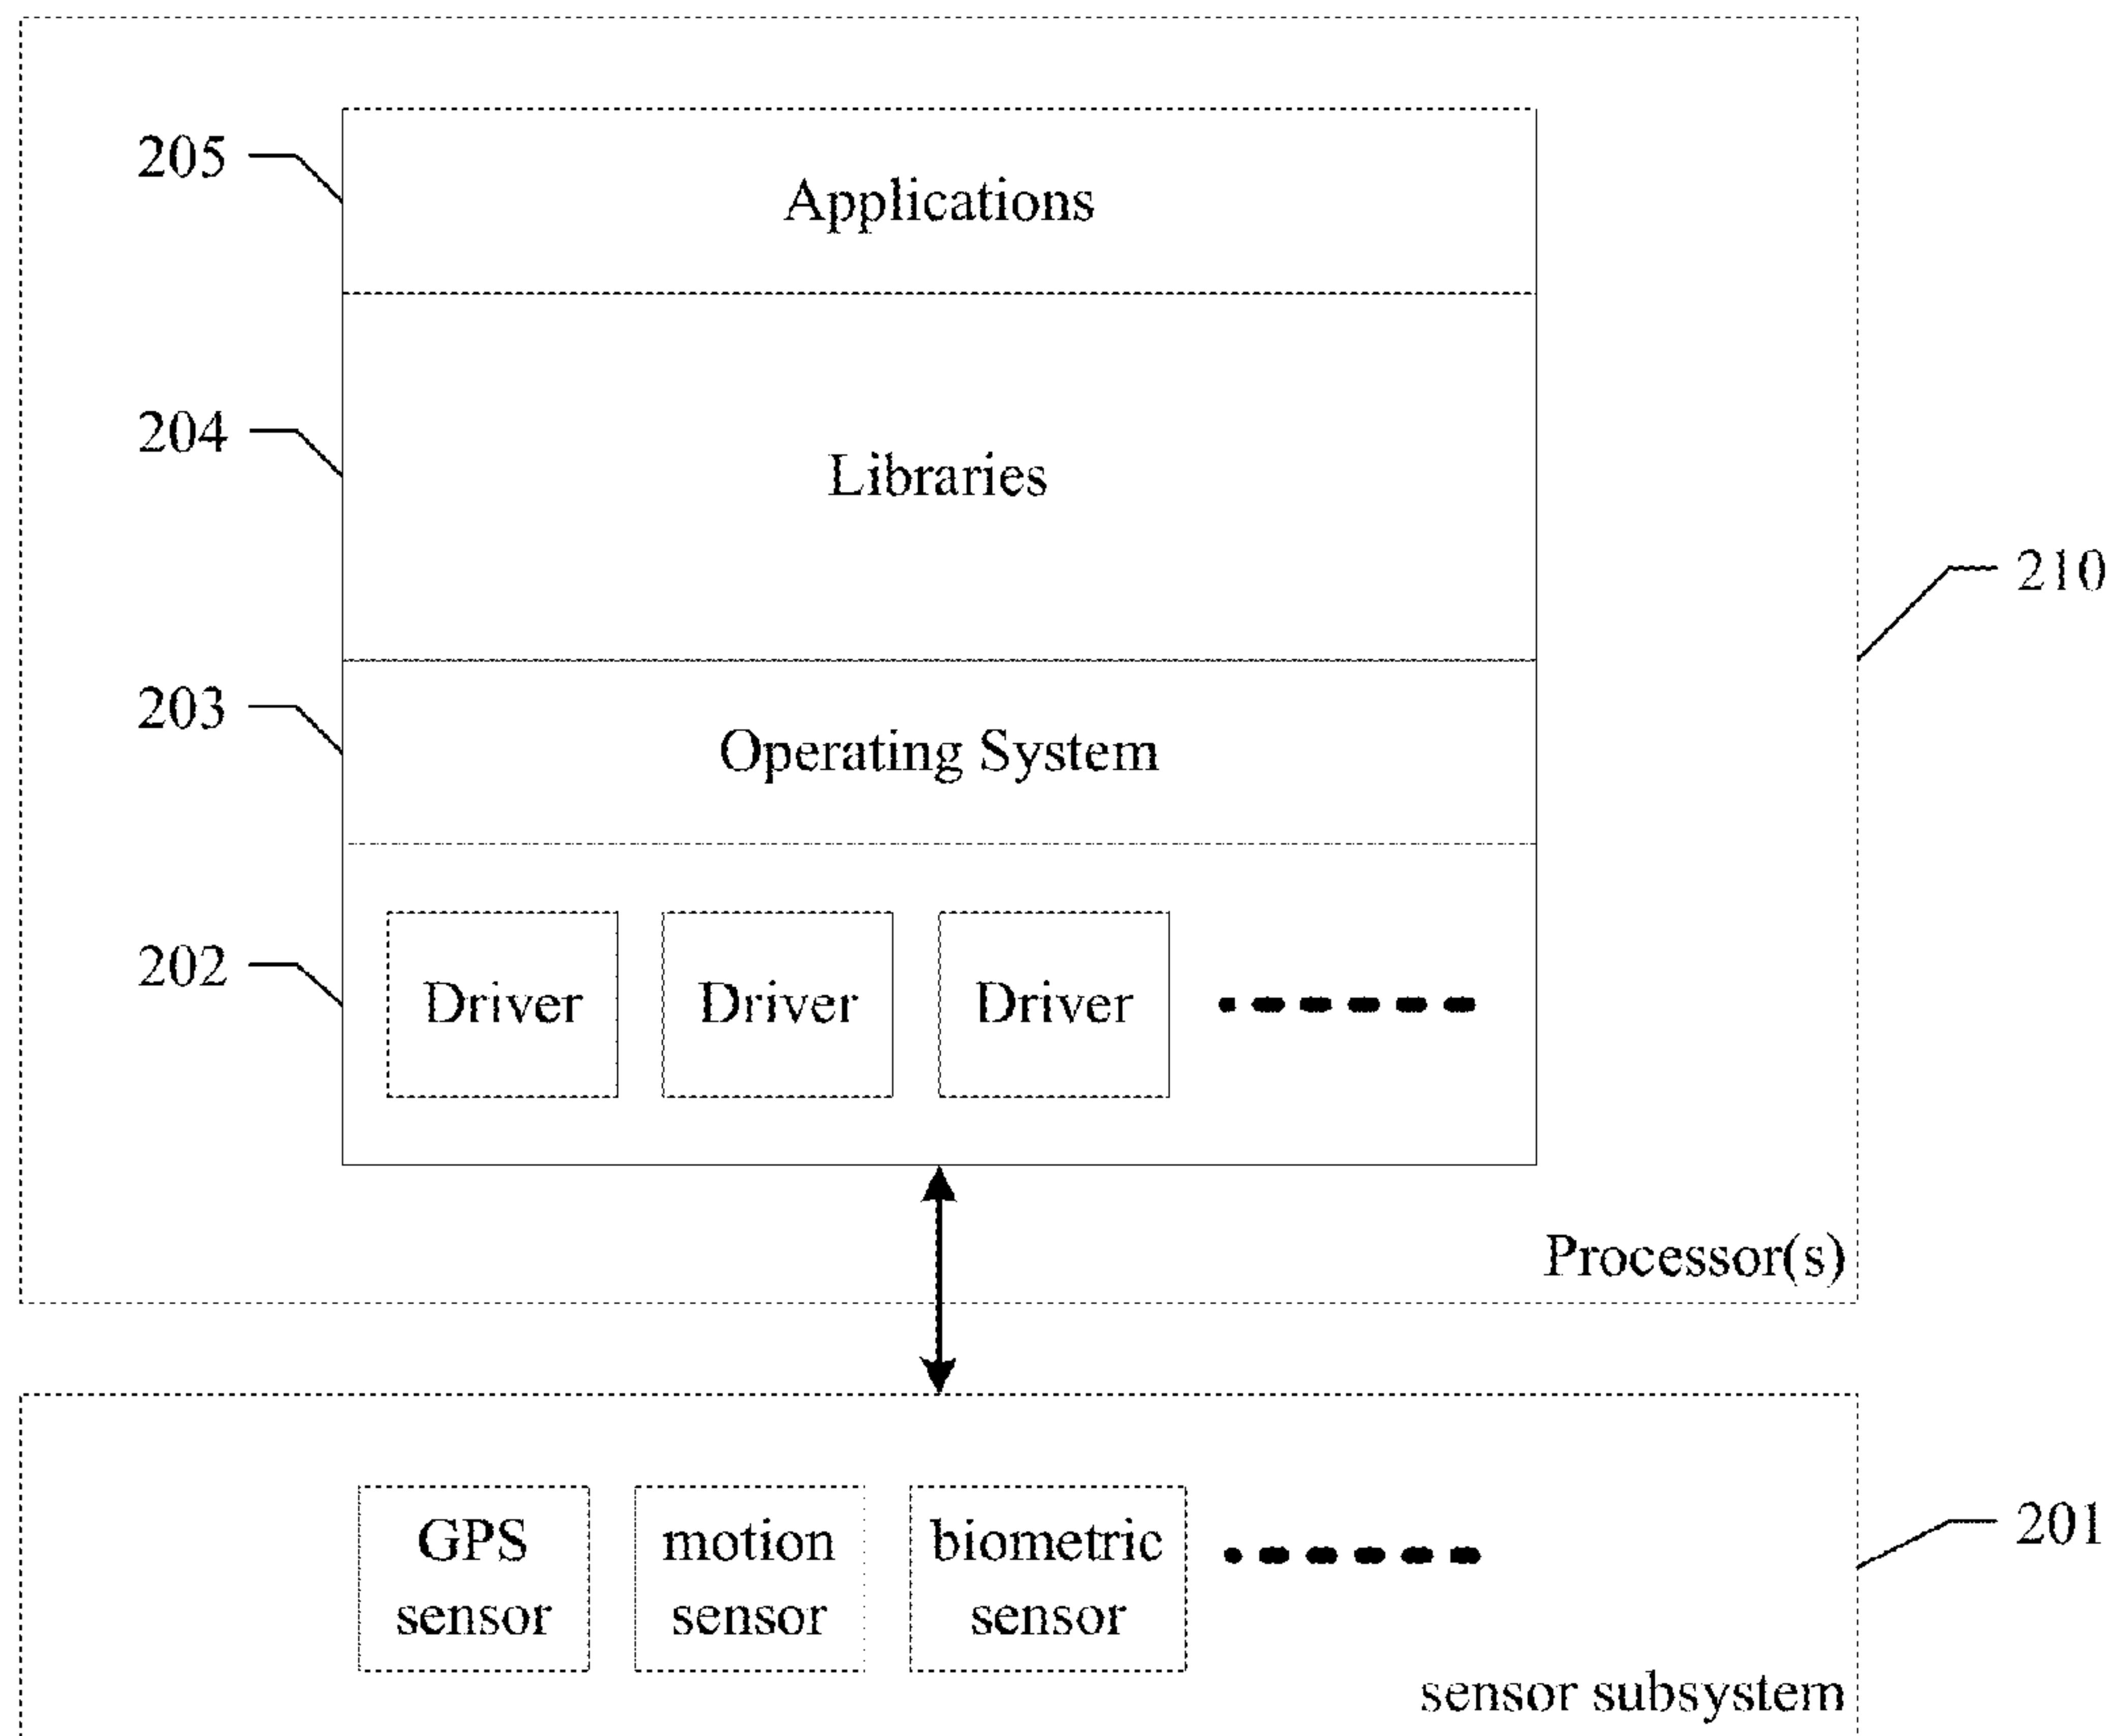 205
Applications
204
Libraries
210
203
Operating System
202
Driver Driver Driver
Processor(s)
GPS sensor
motion sensor
biometric sensor
201
sensor subsystem